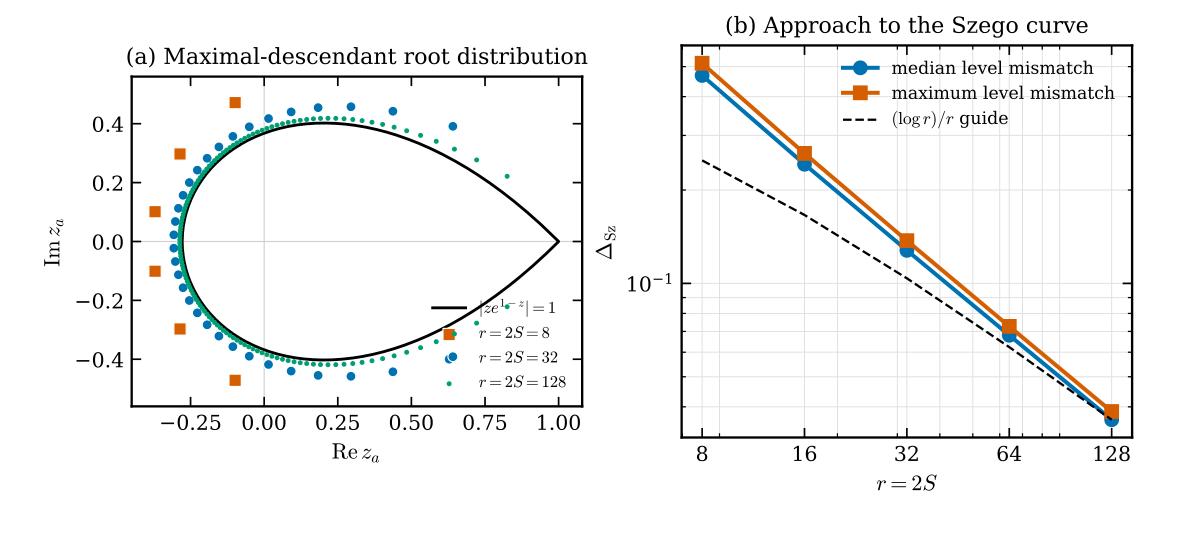 (a) Maximal-descendant root distribution
0.4
0.2
0.0
−0.2
−0.4
Im z_a
−0.25 0.00 0.25 0.50 0.75 1.00
Re z_a
|ze^{1−z}| = 1
r = 2S = 8
r = 2S = 32
r = 2S = 128
(b) Approach to the Szego curve
median level mismatch
maximum level mismatch
(log r)/r guide
Δ_{Sz}
10^{−1}
8 16 32 64 128
r = 2S